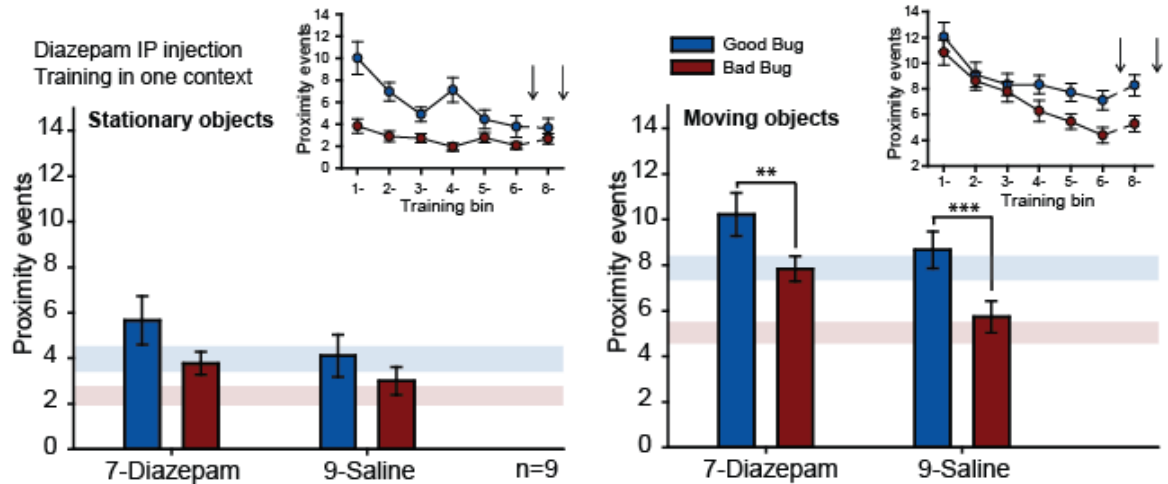 Diazepam IP injection
Training in one context
Stationary objects
Proximity events
14
12
10
8
6
4
2
0
7-Diazepam
9-Saline
n=9
Proximity events
14
12
10
8
6
4
2
0
1-
2-
3-
4-
5-
6-
8-
Training bin
Good Bug
Bad Bug
Moving objects
Proximity events
14
12
10
8
6
4
2
0
**
***
7-Diazepam
9-Saline
Proximity events
14
12
10
8
6
4
2
1-
2-
3-
4-
5-
6-
8-
Training bin